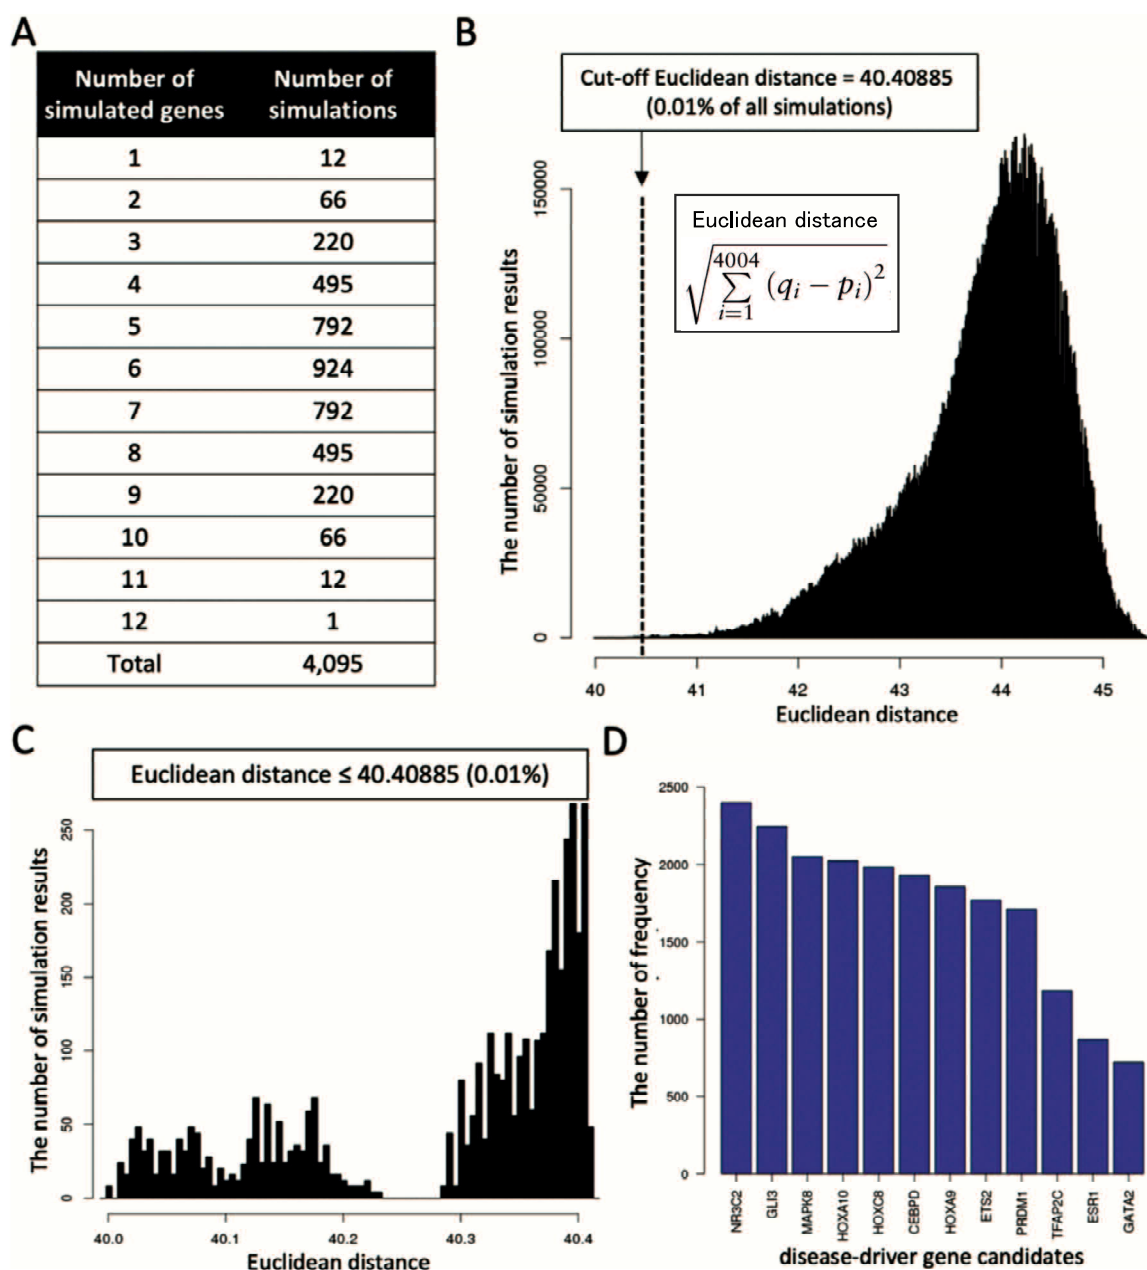 A
Number of Number of
simulated genes simulations
1 12
2 66
3 220
4 495
5 792
6 924
7 792
8 495
9 220
10 66
11 12
12 1
Total 4,095
B
Cut-off Euclidean distance = 40.40885
(0.01% of all simulations)
Euclidean distance
√∑ 4004 i=1 (qi − pi)2
The number of simulation results
150000
100000
50000
0
40 41 42 43 44 45
Euclidean distance
C
Euclidean distance ≤ 40.40885 (0.01%)
The number of simulation results
250
200
150
100
50
0
40.0 40.1 40.2 40.3 40.4
Euclidean distance
D
The number of frequency
2500
2000
1500
1000
500
0
NR3C2 GLI3 MAPK8 HOXA10 HOXC8 CEBPD HOXA9 ETS2 PRDM1 TFAP2C ESR1 GATA2
disease-driver gene candidates